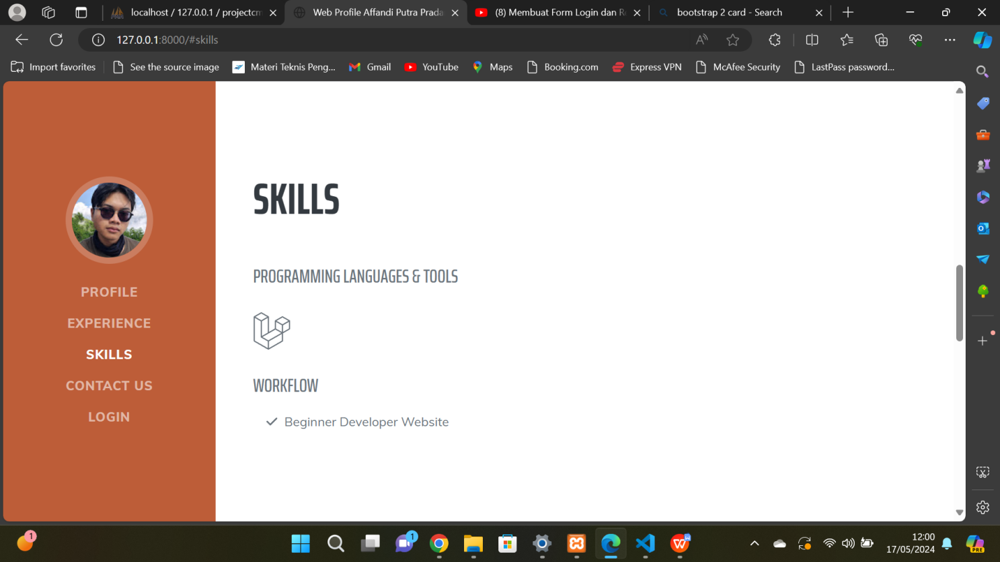 localhost / 127.0.0.1 / projectcm
Web Profile Affandi Putra Prada
(8) Membuat Form Login dan R
bootstrap 2 card - Search
127.0.0.1:8000/#skills
Import favorites
See the source image
Materi Teknis Peng...
Gmail
YouTube
Maps
Booking.com
Express VPN
McAfee Security
LastPass password...
PROFILE
EXPERIENCE
SKILLS
CONTACT US
LOGIN
SKILLS
PROGRAMMING LANGUAGES & TOOLS
WORKFLOW
Beginner Developer Website
1
1
12:00
17/05/2024
PRE